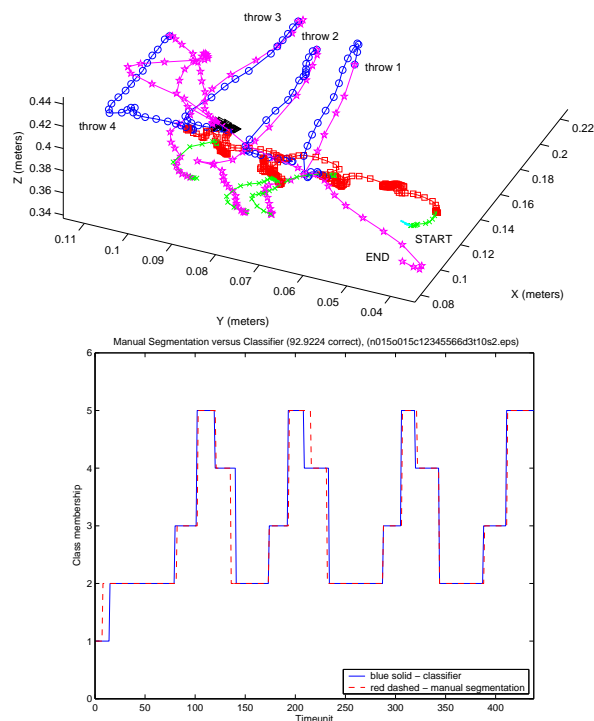 throw 3
throw 2
throw 1
throw 4
0.44
0.42
0.4
0.38
0.36
0.34
Z (meters)
0.11
0.1
0.09
0.08
0.07
0.06
0.05
0.04
Y (meters)
0.22
0.2
0.18
0.16
0.14
0.12
0.1
0.08
X (meters)
START
END
Manual Segmentation versus Classifier (92.9224 correct), (n015o015c12345566d3t10s2.eps)
6
5
4
3
2
1
0
Class membership
0
50
100
150
200
250
300
350
400
Timeunit
blue solid − classifier
red dashed − manual segmentation